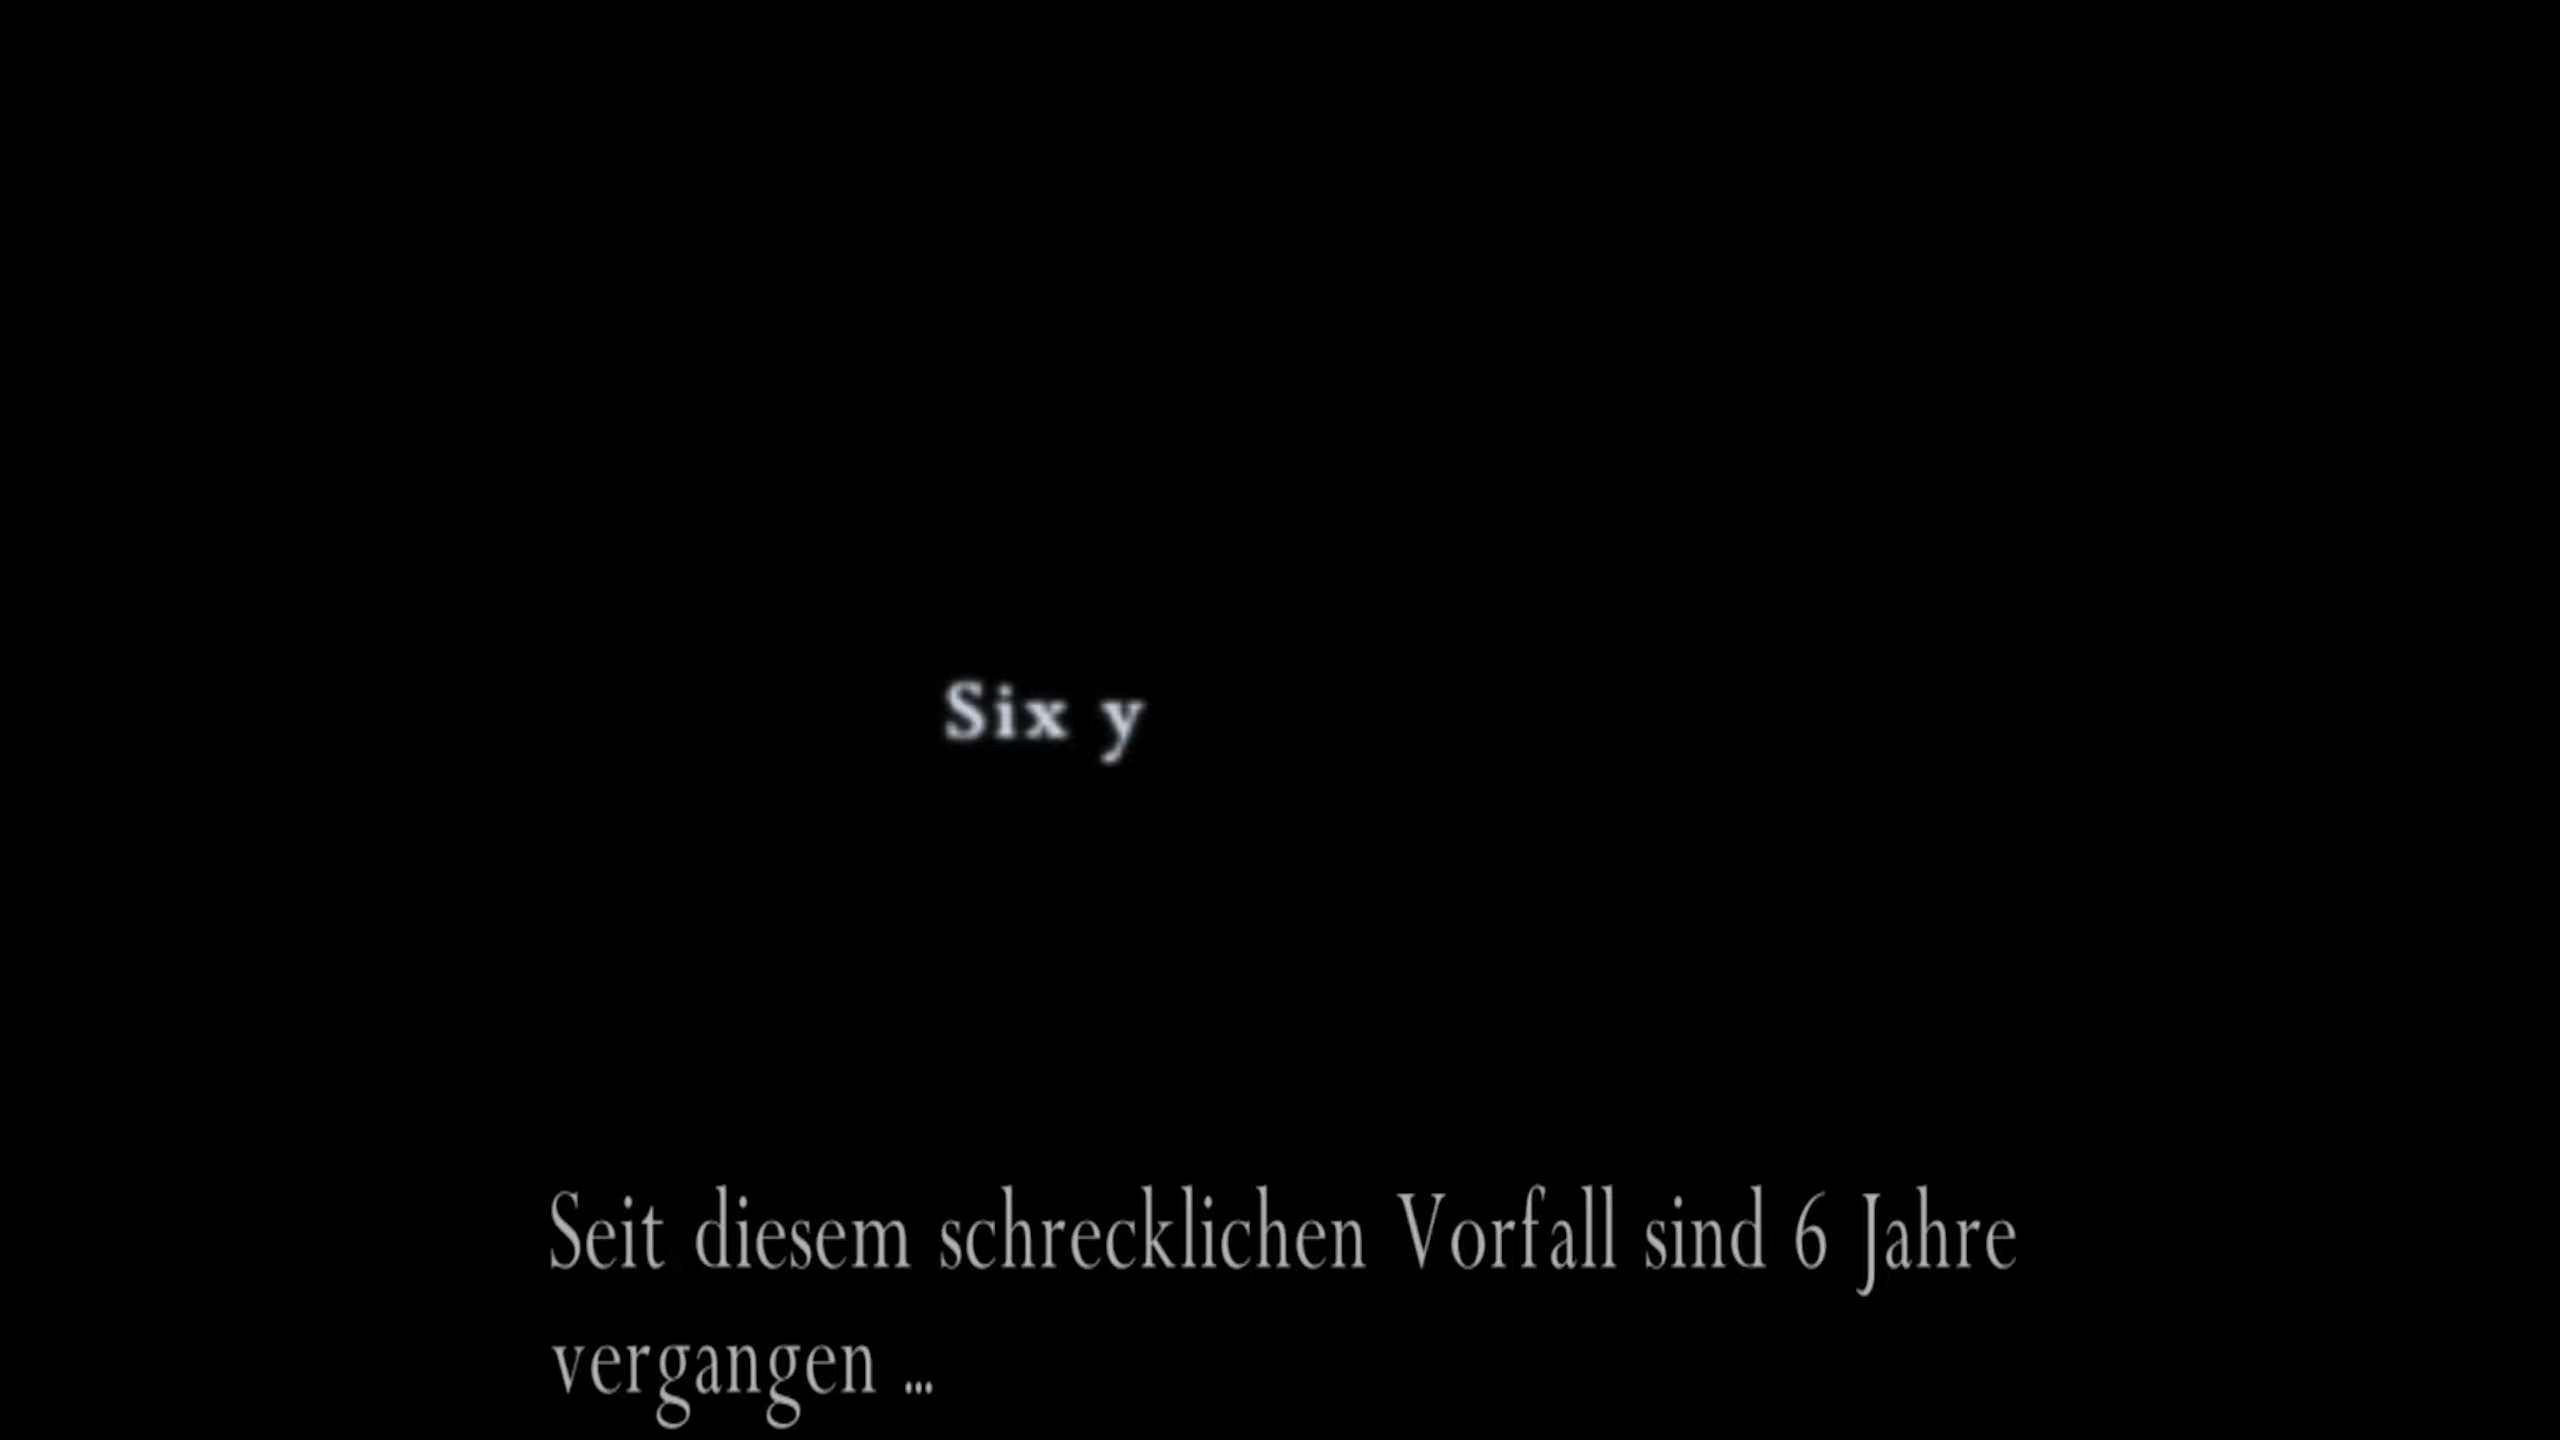 Six y
Seit diesem schrecklichen Vorfall sind 6 Jahre
vergangen ...